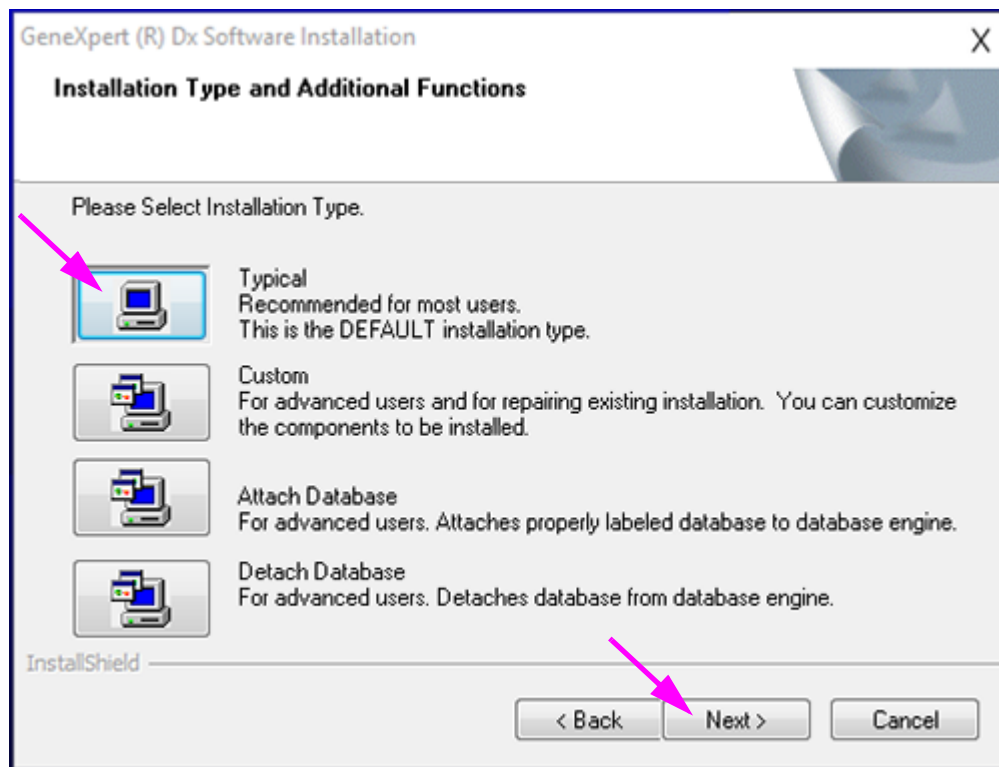 GeneXpert (R) Dx Software Installation
X
Installation Type and Additional Functions
Please Select Installation Type.
Typical
Recommended for most users.
This is the DEFAULT installation type.
Custom
For advanced users and for repairing existing installation.  You can customize
the components to be installed.
Attach Database
For advanced users. Attaches properly labeled database to database engine.
Detach Database
For advanced users. Detaches database from database engine.
InstallShield
< Back
Next >
Cancel